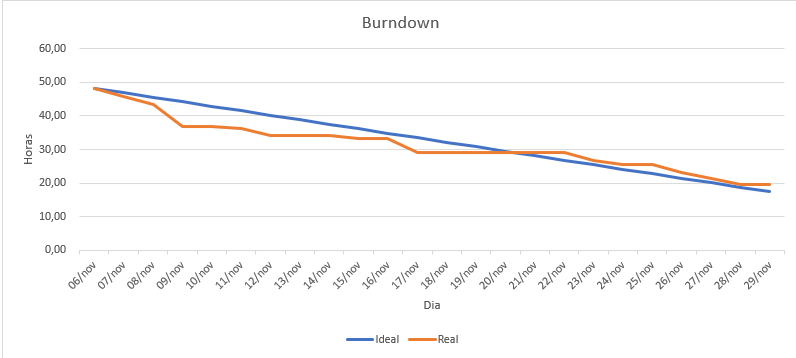 Burndown
60,00
50,00
40,00
30,00
20,00
10,00
0,00
Horas
06/nov
07/nov
08/nov
09/nov
10/nov
11/nov
12/nov
13/nov
14/nov
15/nov
16/nov
17/nov
18/nov
19/nov
20/nov
21/nov
22/nov
23/nov
24/nov
25/nov
26/nov
27/nov
28/nov
29/nov
Dia
Ideal Real